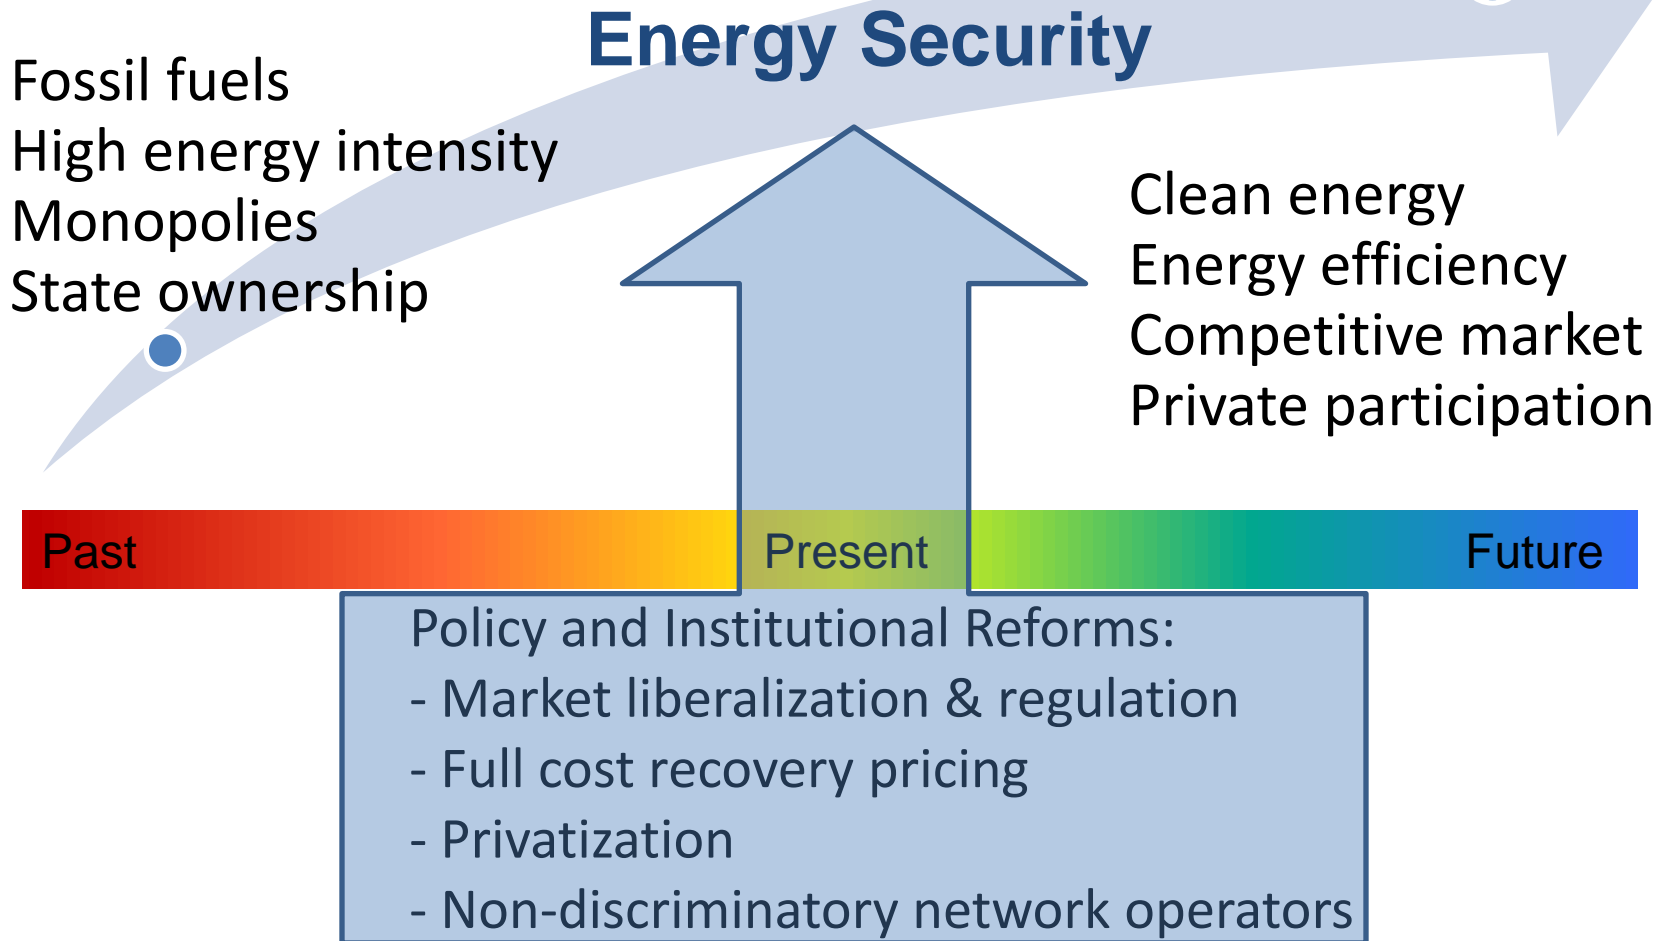 Energy Security
Fossil fuels
High energy intensity
Monopolies
State ownership
Clean energy
Energy efficiency
Competitive market
Private participation
Past
Present
Future
Policy and Institutional Reforms:
- Market liberalization & regulation
- Full cost recovery pricing
- Privatization
- Non-discriminatory network operators